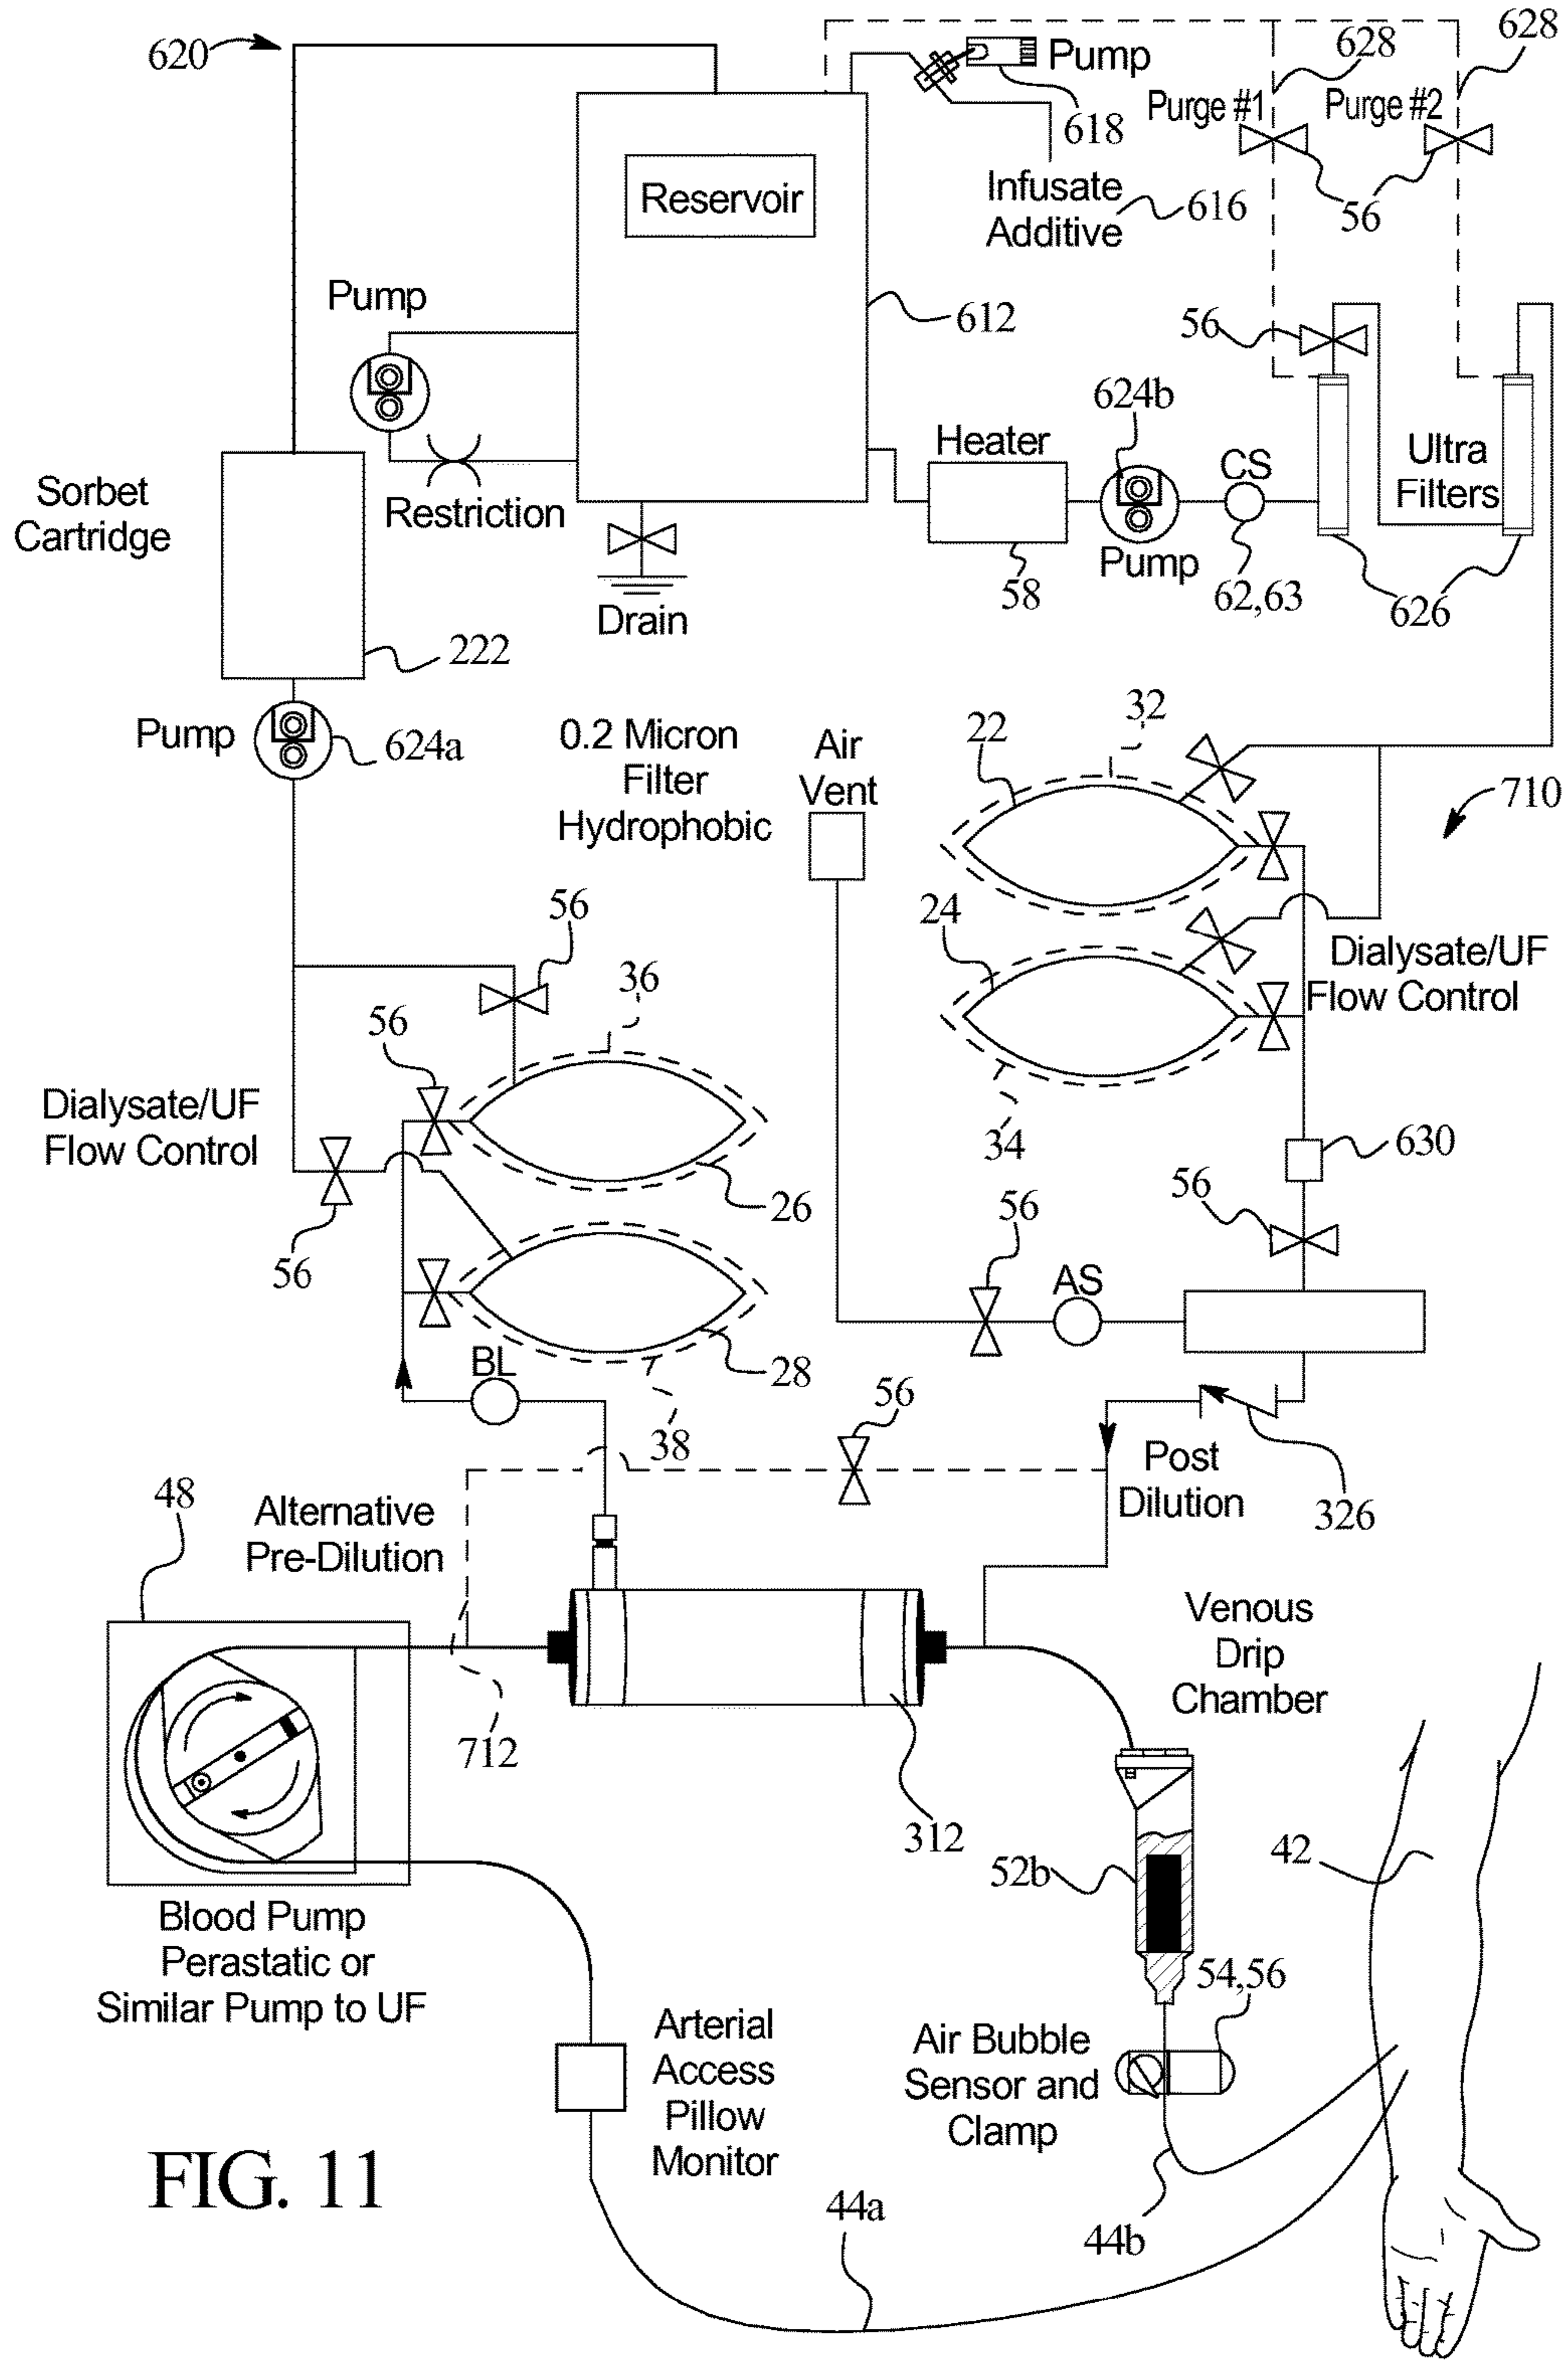 620
Pump
628
628
Purge #1
Purge #2
618
Reservoir
Infusate
Additive
616
56
Pump
612
56
624b
Heater
CS
Ultra
Filters
Sorbet
Cartridge
Restriction
Pump
58
62,63
626
Drain
222
Pump
624a
0.2 Micron
Filter
Hydrophobic
Air
Vent
22
32
710
56
24
36
56
Dialysate/UF
Flow Control
Dialysate/UF
Flow Control
34
630
26
56
56
56
AS
BL
28
56
38
Post
Dilution
326
48
Alternative
Pre-Dilution
Venous
Drip
Chamber
712
312
52b
42
Blood Pump
Perastatic or
Similar Pump to UF
54,56
Arterial
Access
Pillow
Monitor
Air Bubble
Sensor and
Clamp
FIG. 11
44a
44b